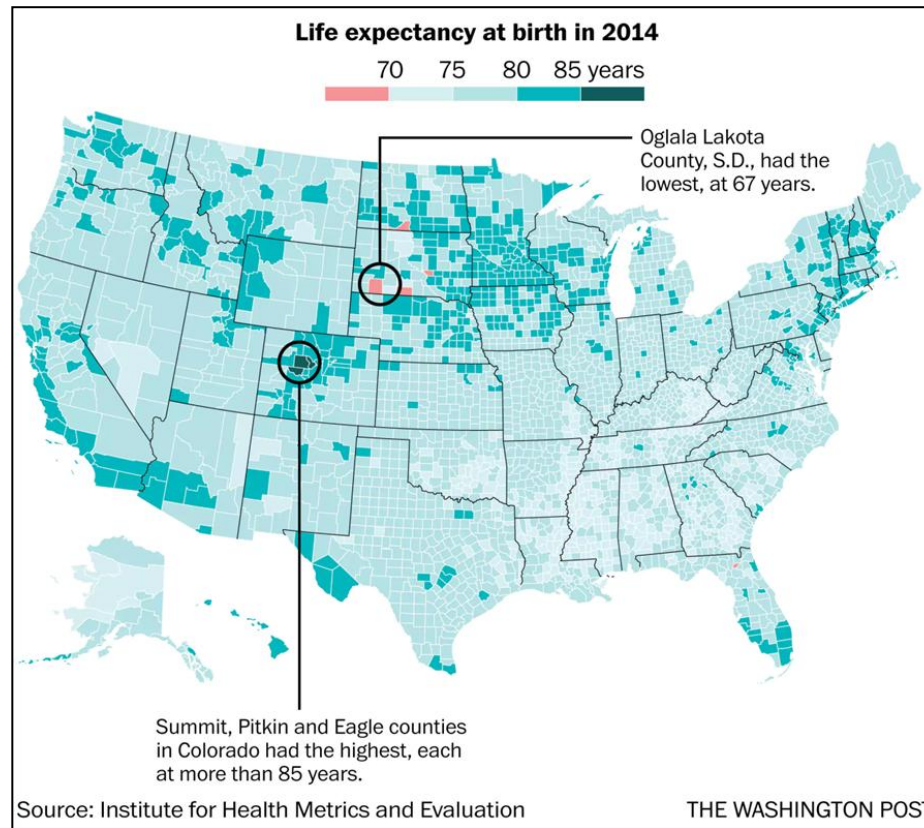 Life expectancy at birth in 2014
70 75 80 85 years
Oglala Lakota
County, S.D., had the
lowest, at 67 years.
Summit, Pitkin and Eagle counties
in Colorado had the highest, each
at more than 85 years.
Source: Institute for Health Metrics and Evaluation THE WASHINGTON POST